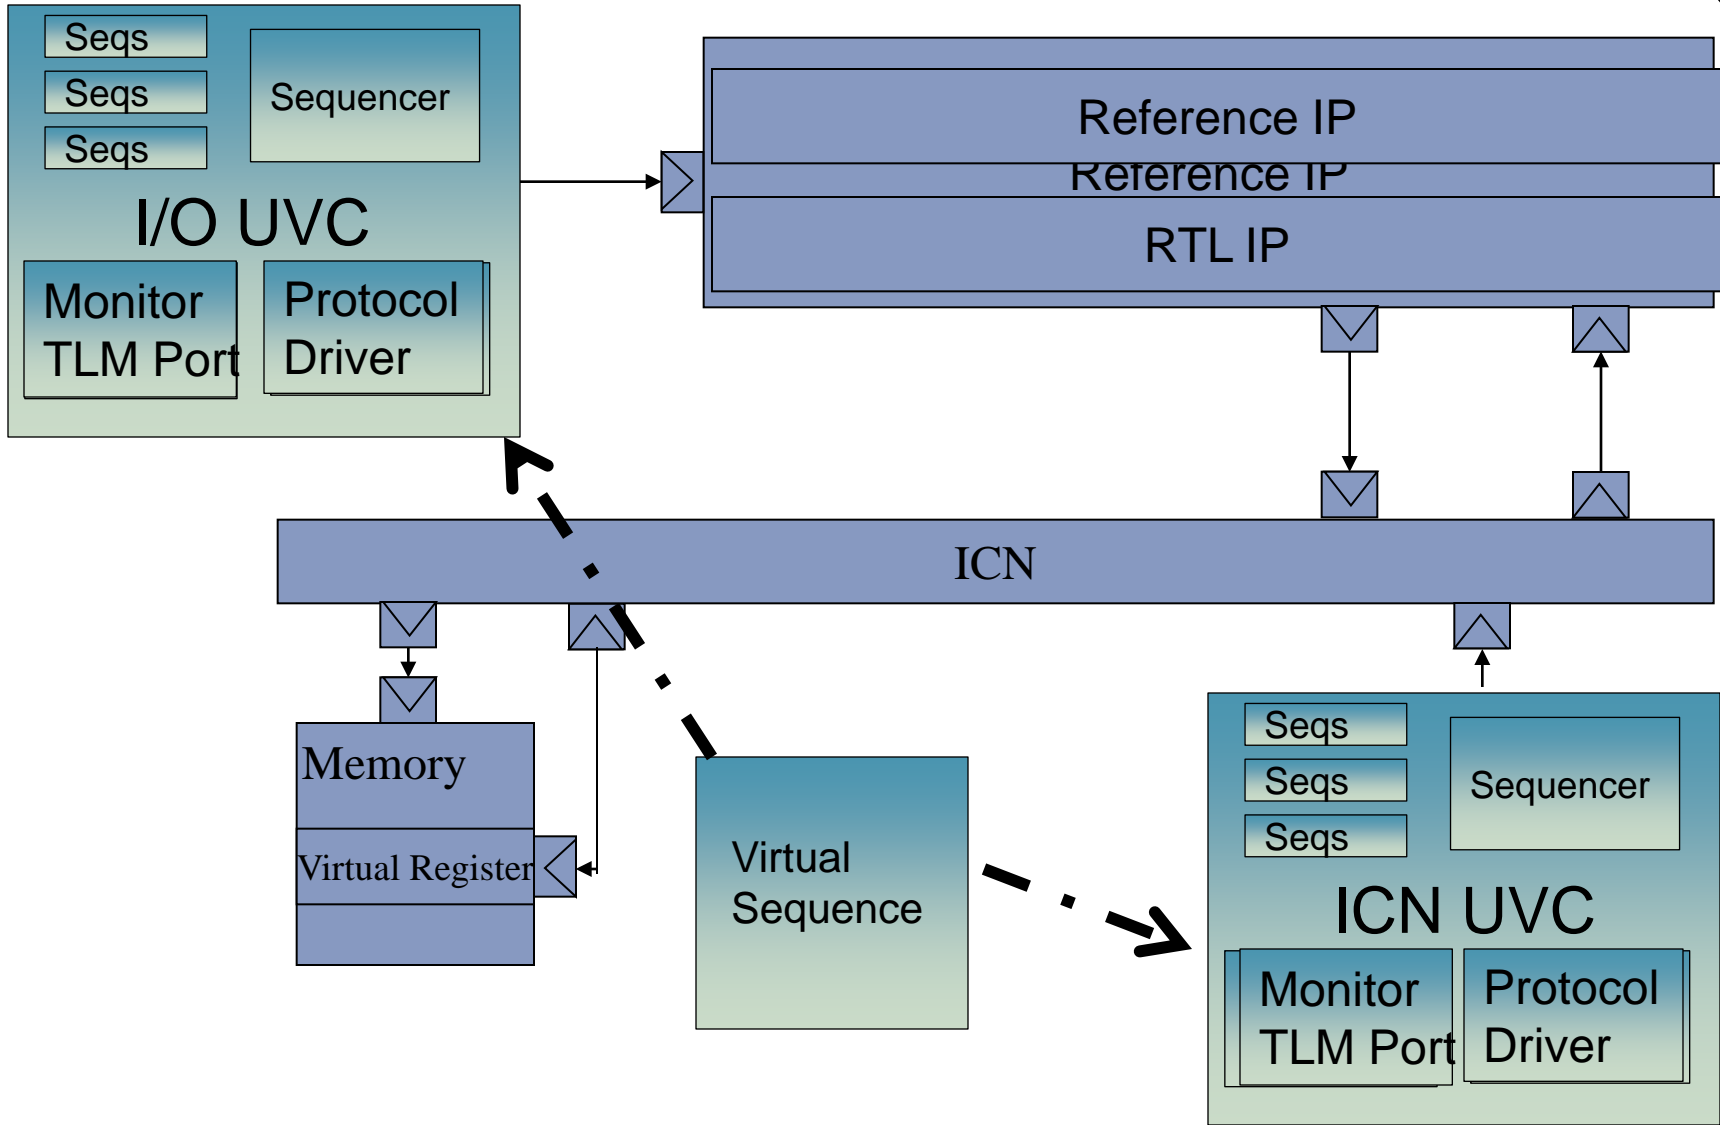 Seqs
Seqs
Seqs
Sequencer
I/O UVC
Monitor
TLM Port
Protocol
Driver
Reference IP
Reference IP
RTL IP
ICN
Memory
Virtual Register
Virtual
Sequence
Seqs
Seqs
Seqs
Sequencer
ICN UVC
Monitor
TLM Port
Protocol
Driver